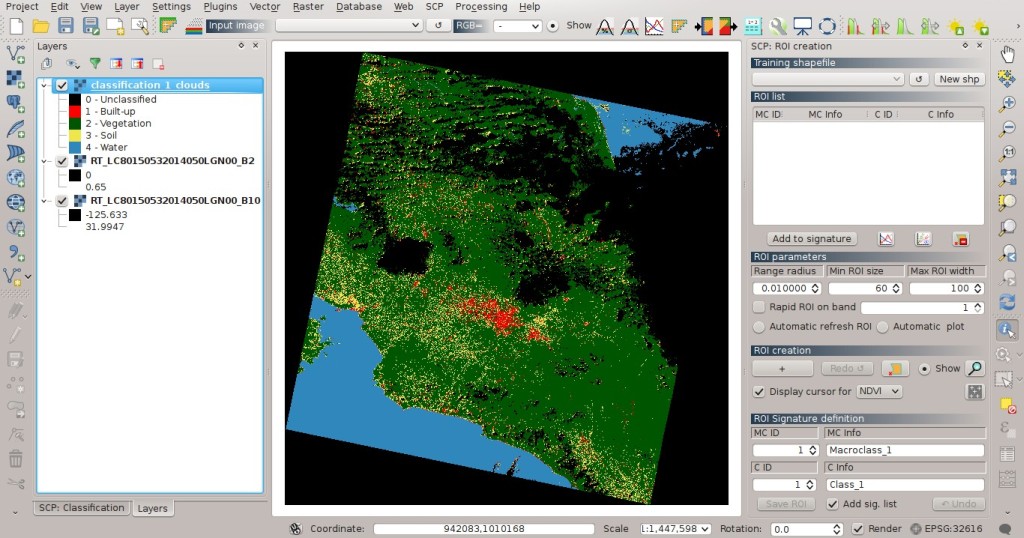 Project Edit View Layer Settings Plugins Vector Raster Database Web SCP Processing Help
Input image RGB= - Show
Layers
classification 1 clouds
0 - Unclassified
1 - Built-up
2 - Vegetation
3 - Soil
4 - Water
RT_LC80150532014050LGN00_B2
0
0.65
RT_LC80150532014050LGN00_B10
-125.633
31.9947
SCP: Classification Layers
SCP: ROI creation
Training shapefile
New shp
ROI list
MC ID MC Info C ID C Info
Add to signature
ROI parameters
Range radius Min ROI size Max ROI width
0.010000 60 100
Rapid ROI on band 1
Automatic refresh ROI Automatic plot
ROI creation
+ Redo Show
Display cursor for NDVI
ROI Signature definition
MC ID MC Info
1 Macroclass_1
C ID C Info
1 Class_1
Save ROI Add sig. list Undo
Coordinate: 942083,1010168 Scale 1:1,447,598 Rotation: 0.0 Render EPSG:32616